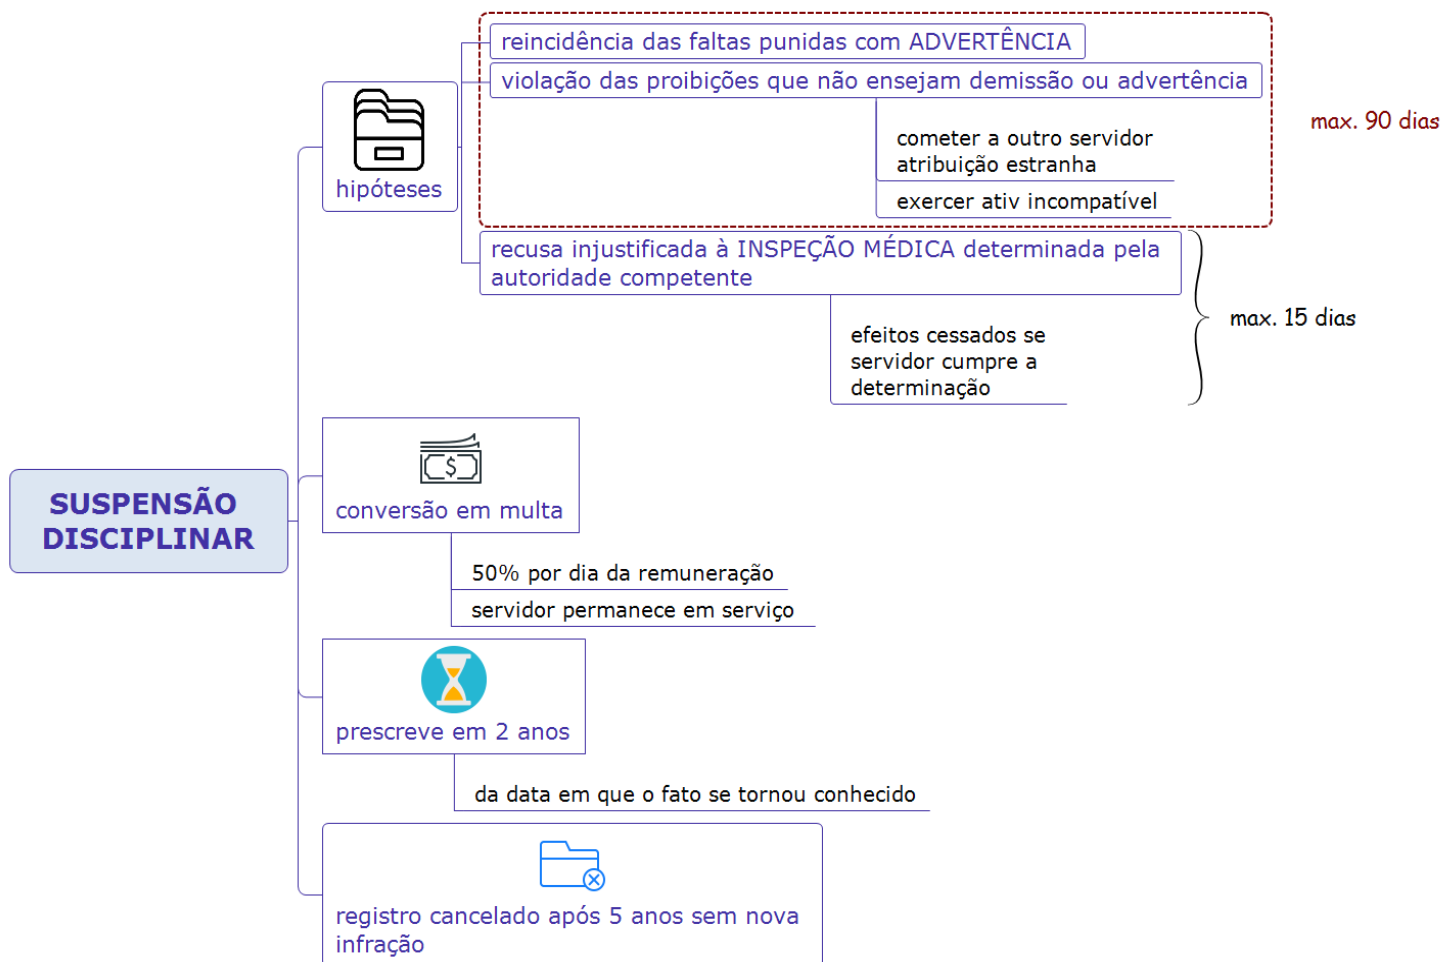 reincidência das faltas punidas com ADVERTÊNCIA
violação das proibições que não ensejam demissão ou advertência
max. 90 dias
cometer a outro servidor
atribuição estranha
hipóteses
exercer ativ incompatível
recusa injustificada à INSPEÇÃO MÉDICA determinada pela
autoridade competente
max. 15 dias
efeitos cessados se
servidor cumpre a
determinação
SUSPENSÃO
DISCIPLINAR
$
conversão em multa
50% por dia da remuneração
servidor permanece em serviço
prescreve em 2 anos
da data em que o fato se tornou conhecido
registro cancelado após 5 anos sem nova
infração